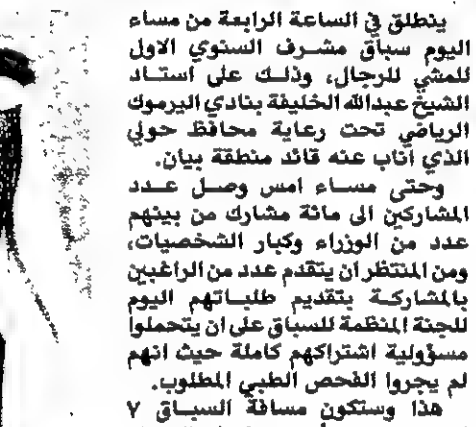 ينطلق في الساعة الرابعة من مساء
اليوم سباق مشرف السنوي الاول
للمشي للرجال، وذلك على استاد
الشيخ عبدالله الخليفة بنادي اليرموك
الرياضي تحت رعاية محافظ حولي
الذي أناب عنه قائد منطقة بيان.
وحتى مساء امس وصل عدد
المشاركين الى مائة مشارك من بينهم
عدد من الوزراء وكبار الشخصيات،
ومن المنتظر ان يتقدم عدد من الراغبين
بالمشاركة بتقديم طلباتهم اليوم
للجنة المنظمة للسباق على ان يتحملوا
مسؤولية اشتراكهم كاملة حيث انهم
لم يجروا الفحص الطبي المطلوب.
هذا وستكون مسافة السباق ٧